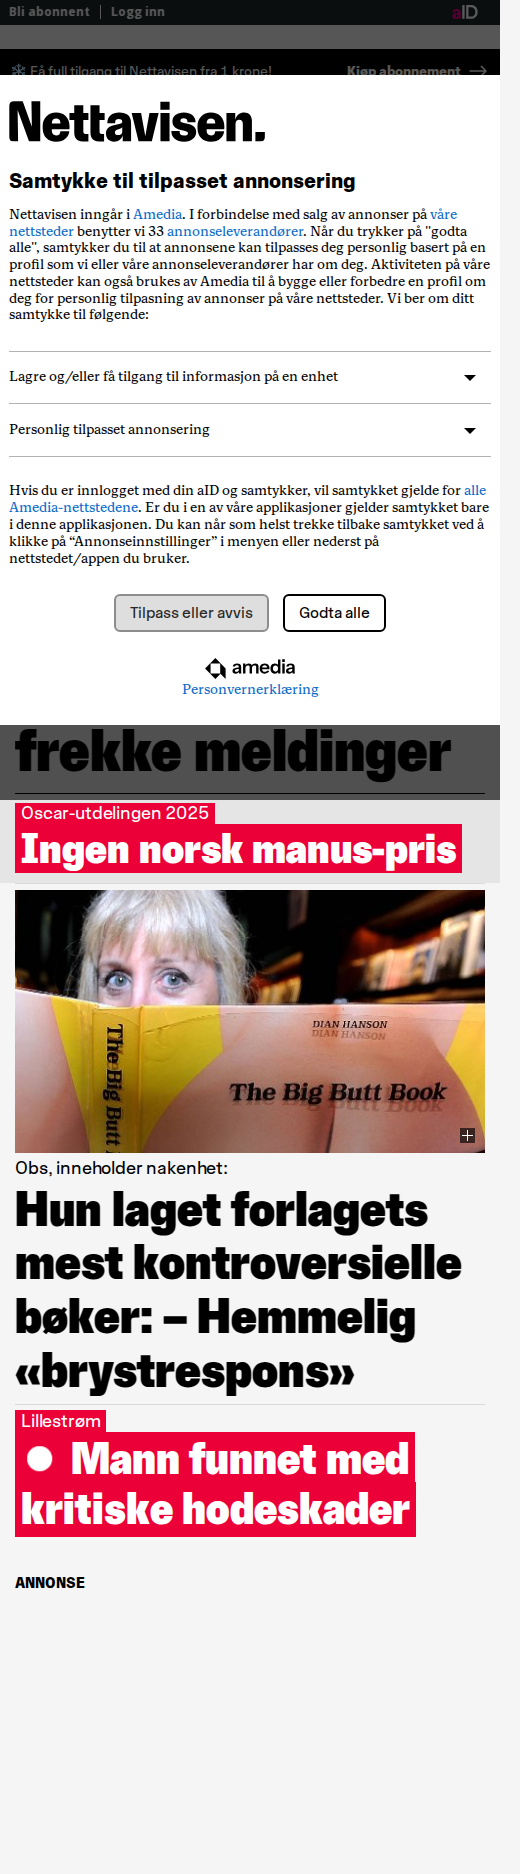 Bli abonnent
Logg inn
aID
Få full tilgang til Nettavisen fra 1 krone!
Kjøp abonnement
Nettavisen.
Samtykke til tilpasset annonsering
Nettavisen inngår i Amedia. I forbindelse med salg av annonser på våre
nettsteder benytter vi 33 annonseleverandører. Når du trykker på "godta
alle", samtykker du til at annonsene kan tilpasses deg personlig basert på en
profil som vi eller våre annonseleverandører har om deg. Aktiviteten på våre
nettsteder kan også brukes av Amedia til å bygge eller forbedre en profil om
deg for personlig tilpasning av annonser på våre nettsteder. Vi ber om ditt
samtykke til følgende:
Lagre og/eller få tilgang til informasjon på en enhet
Personlig tilpasset annonsering
Hvis du er innlogget med din aID og samtykker, vil samtykket gjelde for alle
Amedia-nettstedene. Er du i en av våre applikasjoner gjelder samtykket bare
i denne applikasjonen. Du kan når som helst trekke tilbake samtykket ved å
klikke på “Annonseinnstillinger” i menyen eller nederst på
nettstedet/appen du bruker.
Tilpass eller avvis
Godta alle
amedia
Personvernerklæring
frekke meldinger
Oscar-utdelingen 2025
Ingen norsk manus-pris
DIAN HANSON
The Big Butt Book
The Big Butt B
Obs, inneholder nakenhet:
Hun laget forlagets
mest kontroversielle
bøker: – Hemmelig
«brystrespons»
Lillestrøm
Mann funnet med
kritiske hodeskader
ANNONSE